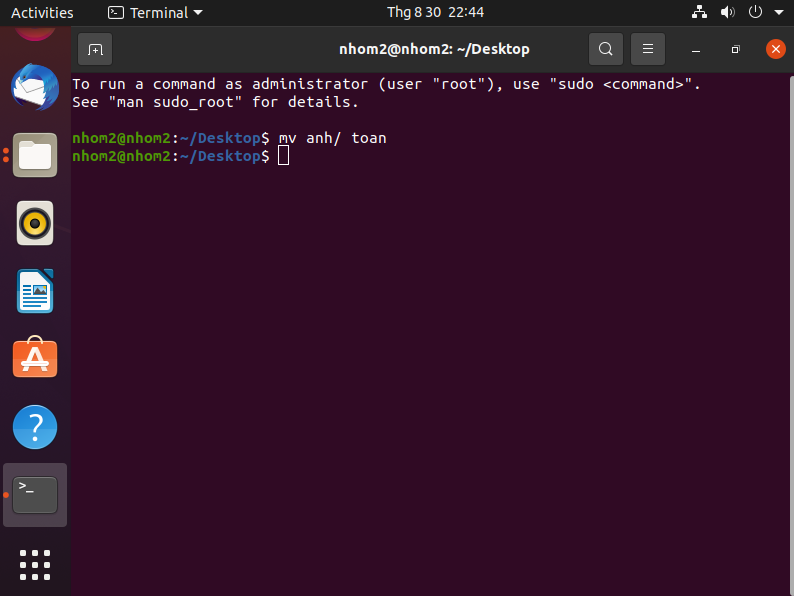 Activities Terminal Thg 8 30 22:44
nhom2@nhom2: ~/Desktop
To run a command as administrator (user "root"), use "sudo <command>".
See "man sudo_root" for details.
nhom2@nhom2:~/Desktop$ mv anh/ toan
nhom2@nhom2:~/Desktop$